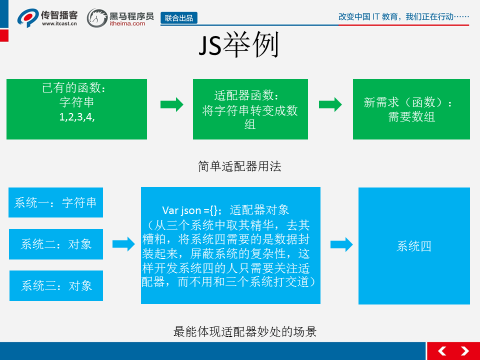 传智播客
www.itcast.cn
黑马程序员
itheima.com
联合出品
改变中国 IT 教育，我们正在行动……
JS举例
已有的函数：
字符串
1,2,3,4,
适配器函数：
将字符串转变成数
组
新需求（函数）：
需要数组
简单适配器用法
系统一：字符串
系统二：对象
系统三：对象
Var json ={}；适配器对象
（从三个系统中取其精华，去其
糟粕，将系统四需要的是数据封
装起来，屏蔽系统的复杂性，这
样开发系统四的人只需要关注适
配器，而不用和三个系统打交道）
系统四
最能体现适配器妙处的场景